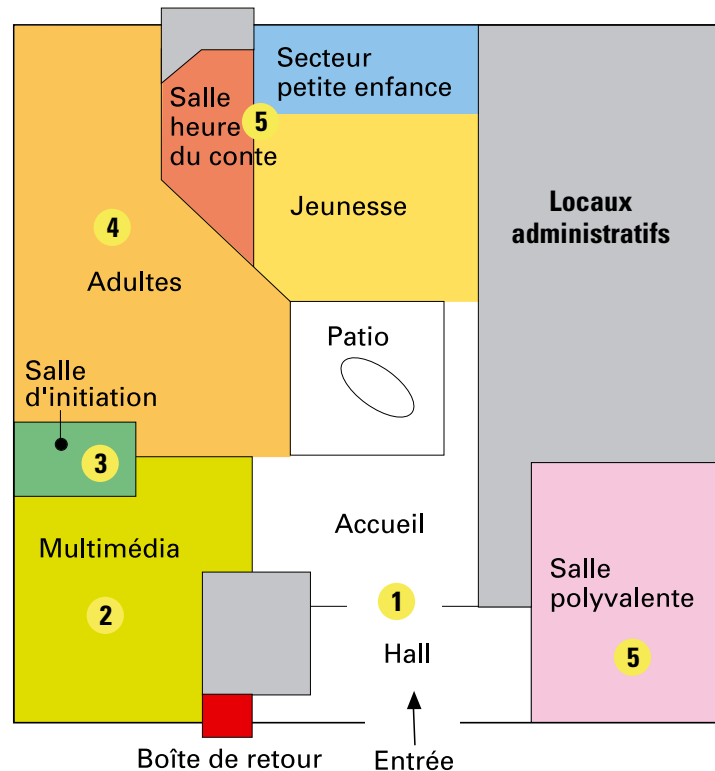 Secteur
petite enfance
Salle
heure
du conte
5
Jeunesse
Locaux
administratifs
4
Adultes
Patio
Salle
d'initiation
3
Accueil
Multimédia
Salle
polyvalente
1
2
Hall
5
Boîte de retour
Entrée